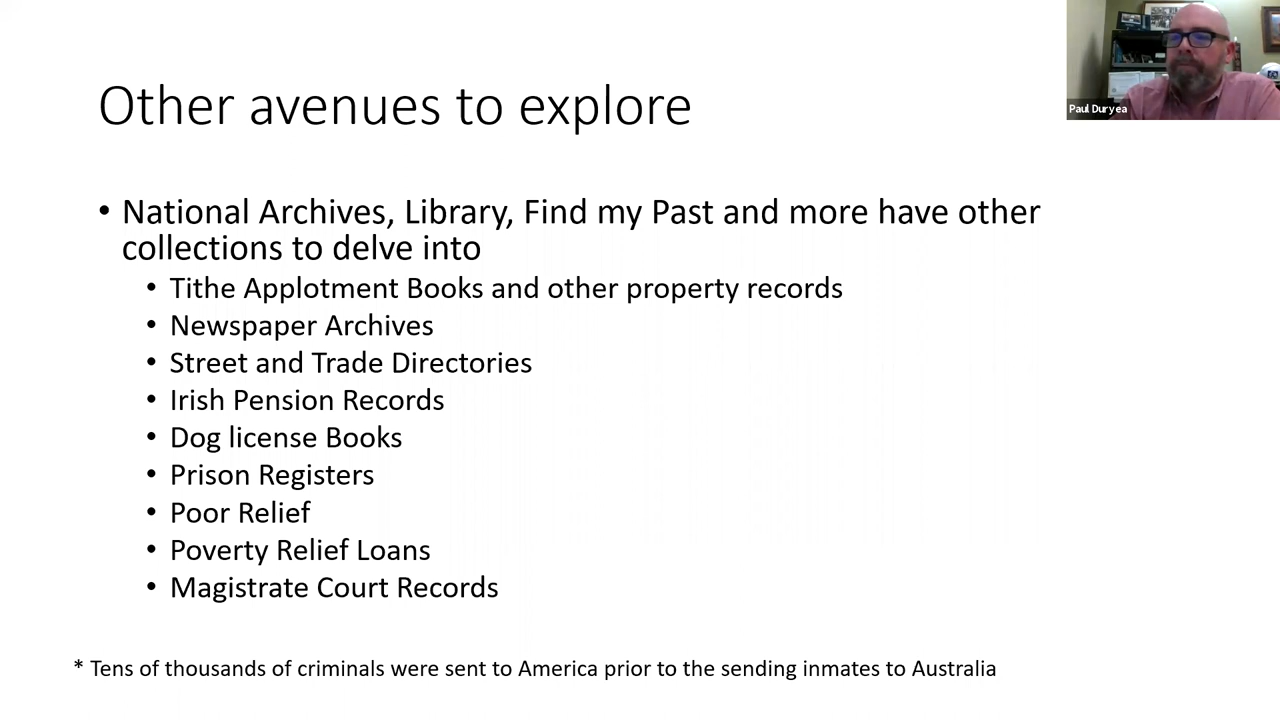 Other avenues to explore
Paul Duryea
• National Archives, Library, Find my Past and more have other
collections to delve into
• Tithe Applotment Books and other property records
• Newspaper Archives
• Street and Trade Directories
• Irish Pension Records
• Dog license Books
• Prison Registers
• Poor Relief
• Poverty Relief Loans
• Magistrate Court Records
* Tens of thousands of criminals were sent to America prior to the sending inmates to Australia